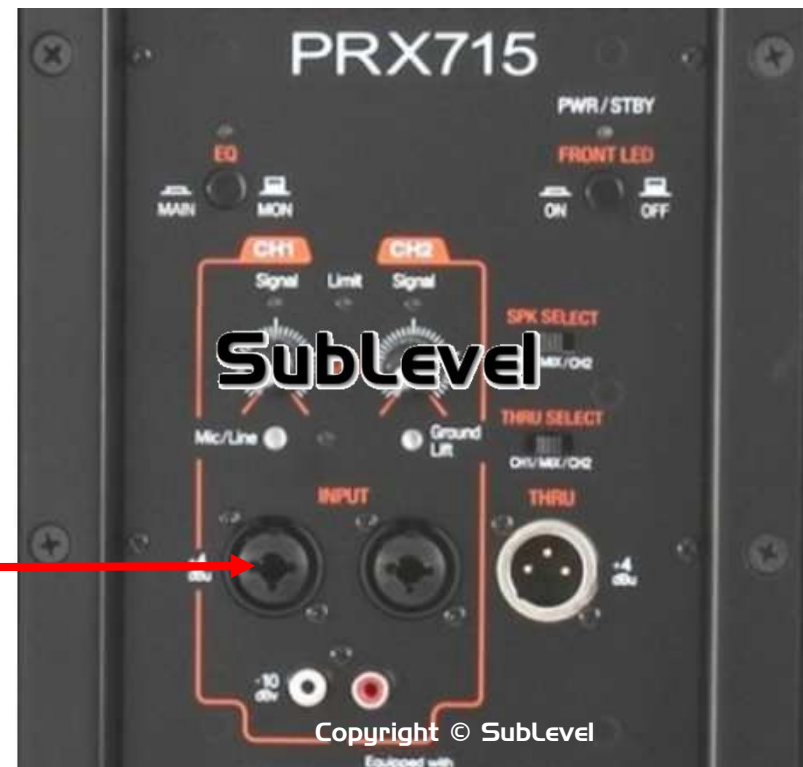 PRX715
PWR/STBY
EQ
FRONT LED
MAIN
MON
ON
OFF
CH1
CH2
Signal
Limit
Signal
SPK SELECT
MIX/CH2
SubLevel
THRU SELECT
Mic/Line
Ground
Lift
CH1/MIX/CH2
INPUT
THRU
+4
dBu
+4
dBu
-10
dBv
Copyright © SubLevel
Equipped with